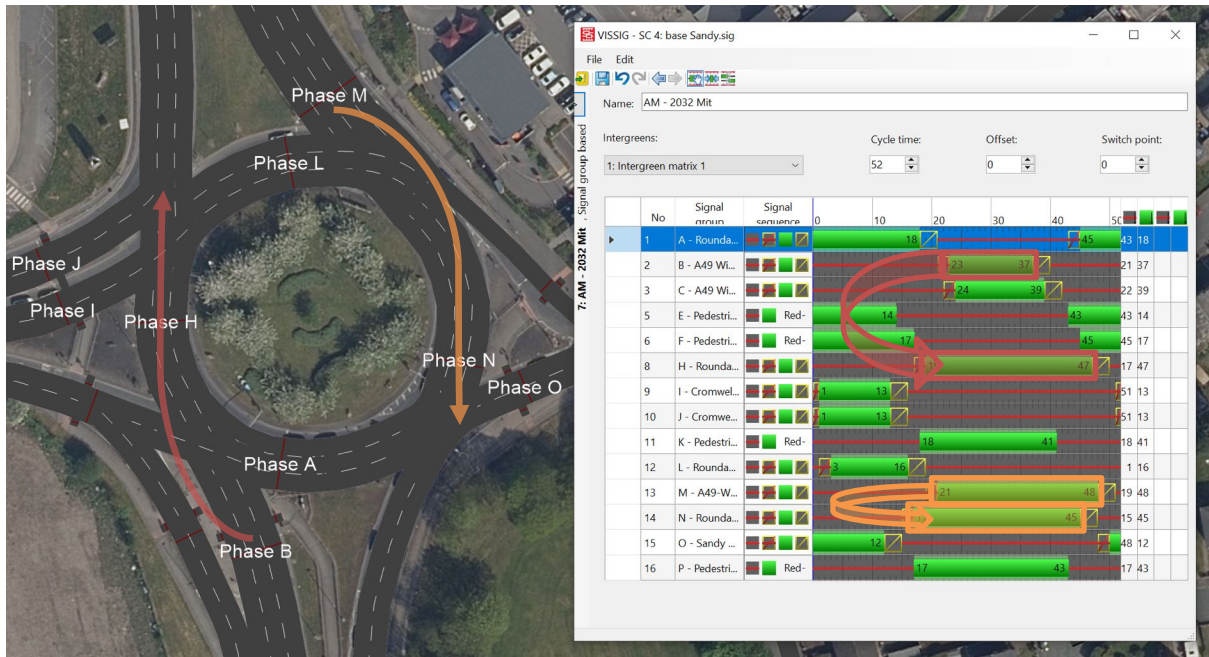 Phase M
Phase L
Phase J
Phase I
Phase H
Phase N
Phase O
Phase A
Phase B
VISSIG - SC 4: base Sandy.sig
File Edit
7: AM - 2032 Mit , Signal group based
Name: AM - 2032 Mit
Intergreens: Cycle time: Offset: Switch point:
1: Intergreen matrix 1 52 0 0
No Signal group Signal sequence 0 10 20 30 40
1 A - Rounda... 18 45 43 18
2 B - A49 Wi... 23 37 21 37
3 C - A49 Wi... 24 39 22 39
5 E - Pedestri... Red- 14 43 43 14
6 F - Pedestri... Red- 17 45 45 17
8 H - Rounda... 47 17 47
9 I - Cromwel... 1 13 51 13
10 J - Cromwe... 1 13 51 13
11 K - Pedestri... Red- 18 41 18 41
12 L - Rounda... 3 16 1 16
13 M - A49-W... 21 48 19 48
14 N - Rounda... 45 15 45
15 O - Sandy ... 12 48 12
16 P - Pedestri... Red- 17 43 17 43